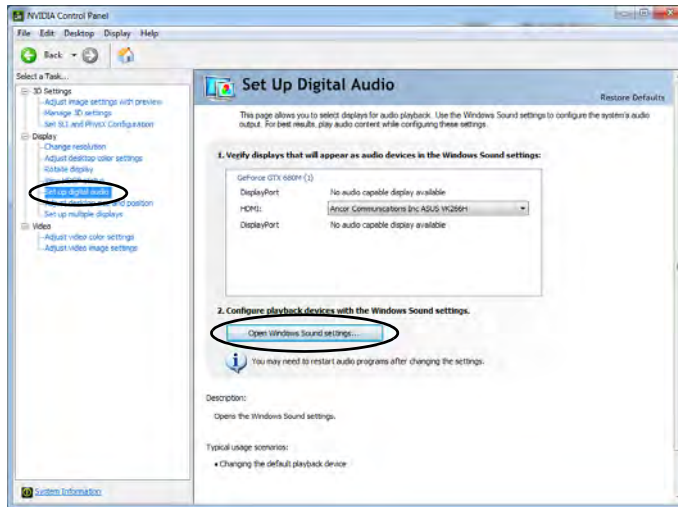 NVIDIA Control Panel
File Edit Desktop Display Help
Back
Select a Task...
3D Settings
Adjust image settings with preview
Manage 3D settings
Set SLI and PhysX Configuration
Display
Change resolution
Adjust desktop color settings
Rotate display
Set up digital audio
Adjust desktop size and position
Set up multiple displays
Video
Adjust video color settings
Adjust video image settings
System Information
Set Up Digital Audio
Restore Defaults
This page allows you to select displays for audio playback. Use the Windows Sound settings to configure the system's audio
output. For best results, play audio content while configuring these settings.
1. Verify displays that will appear as audio devices in the Windows Sound settings:
GeForce GTX 680M (1)
DisplayPort No audio capable display available
HDMI: Ancor Communications Inc ASUS VK266H
DisplayPort No audio capable display available
2. Configure playback devices with the Windows Sound settings.
Open Windows Sound settings...
You may need to restart audio programs after changing the settings.
Description:
Opens the Windows Sound settings.
Typical usage scenarios:
• Changing the default playback device